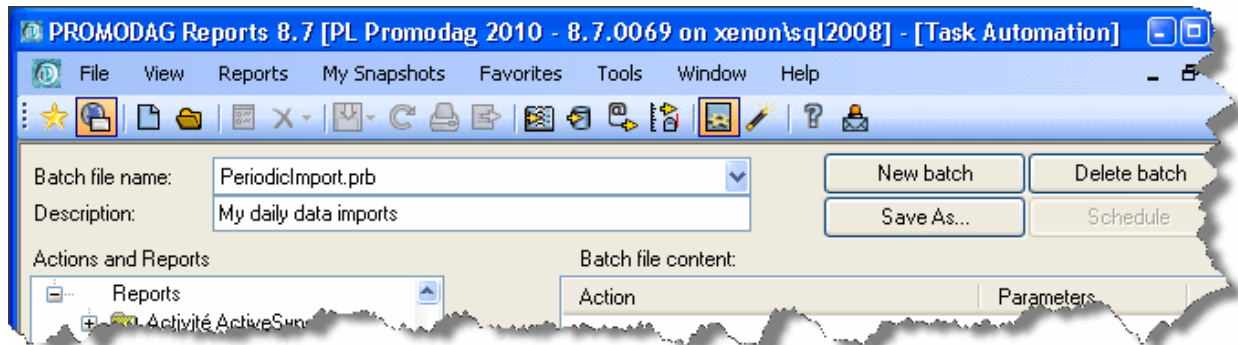 PROMODAG Reports 8.7 [PL Promodag 2010 - 8.7.0069 on xenon\sql2008] - [Task Automation]
File View Reports My Snapshots Favorites Tools Window Help
Batch file name: PeriodicImport.prb New batch Delete batch
Description: My daily data imports Save As... Schedule
Actions and Reports Batch file content:
Reports Action Parameters
Activité ActiveSync